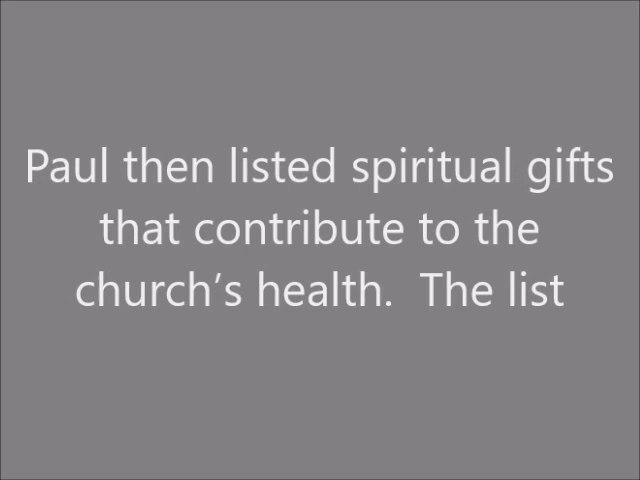 Paul then listed spiritual gifts
that contribute to the
church’s health.  The list